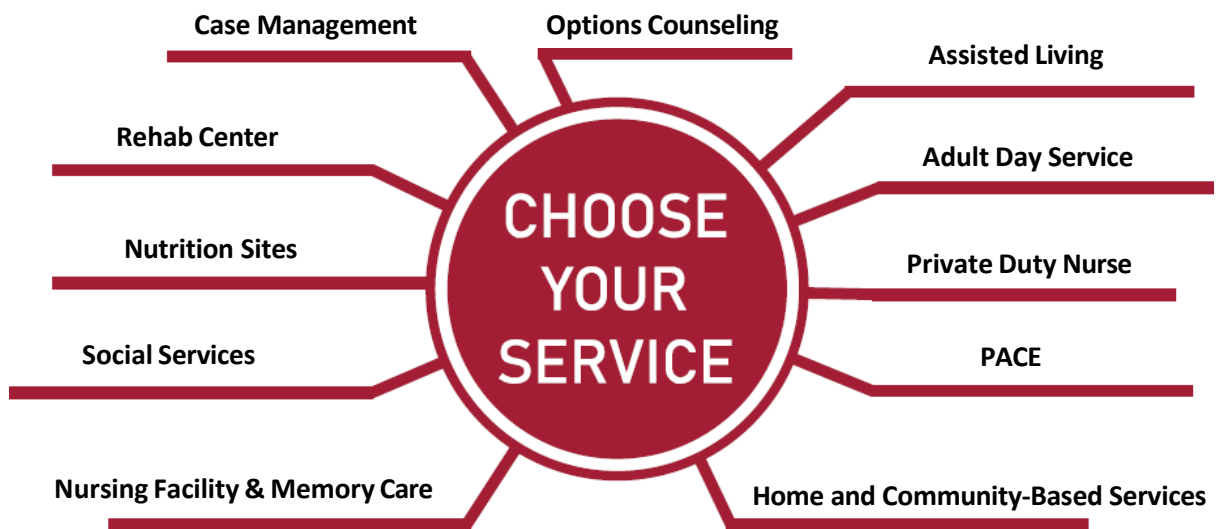 Case Management
Options Counseling
Assisted Living
Rehab Center
Adult Day Service
Nutrition Sites
Private Duty Nurse
Social Services
PACE
Nursing Facility & Memory Care
Home and Community-Based Services
CHOOSE
YOUR
SERVICE